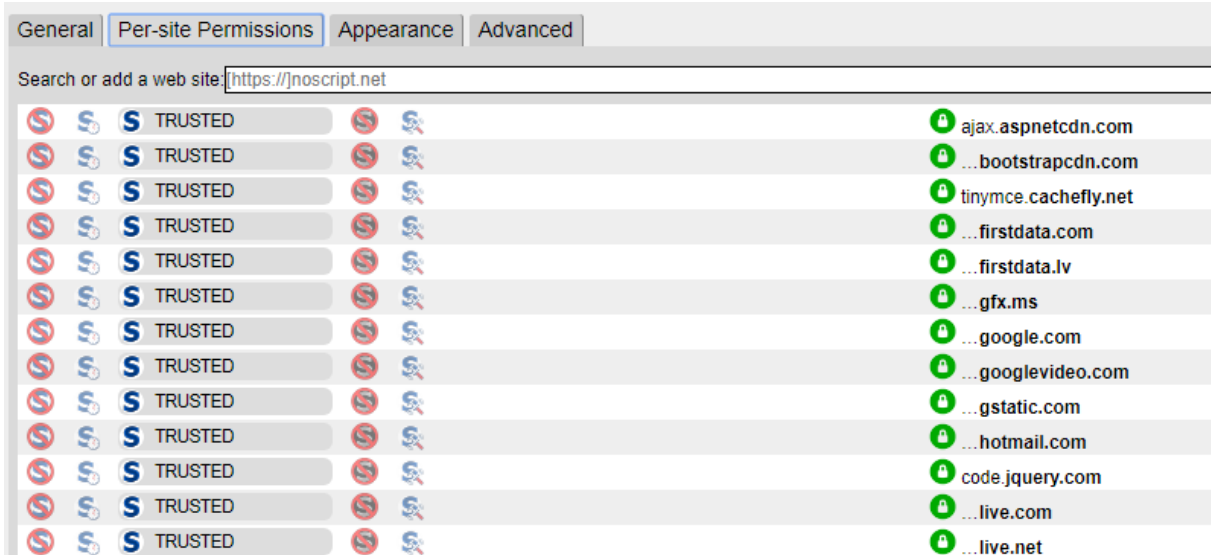 General Per-site Permissions Appearance Advanced
Search or add a web site: [https://]noscript.net
TRUSTED ajax.aspnetcdn.com
TRUSTED ...bootstrapcdn.com
TRUSTED tinymce.cachefly.net
TRUSTED ...firstdata.com
TRUSTED ...firstdata.lv
TRUSTED ...gfx.ms
TRUSTED ...google.com
TRUSTED ...googlevideo.com
TRUSTED ...gstatic.com
TRUSTED ...hotmail.com
TRUSTED code.jquery.com
TRUSTED ...live.com
TRUSTED ...live.net